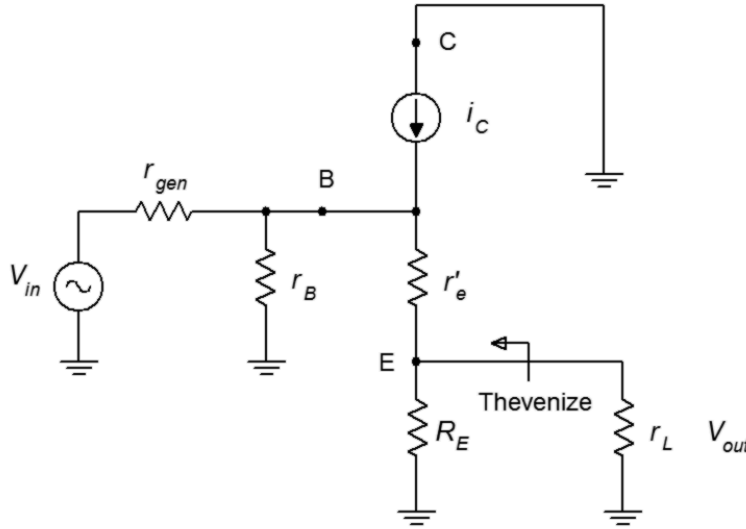 C
i_C
r_gen
B
V_in
r_B
r'_e
E
Thevenize
R_E
r_L
V_out